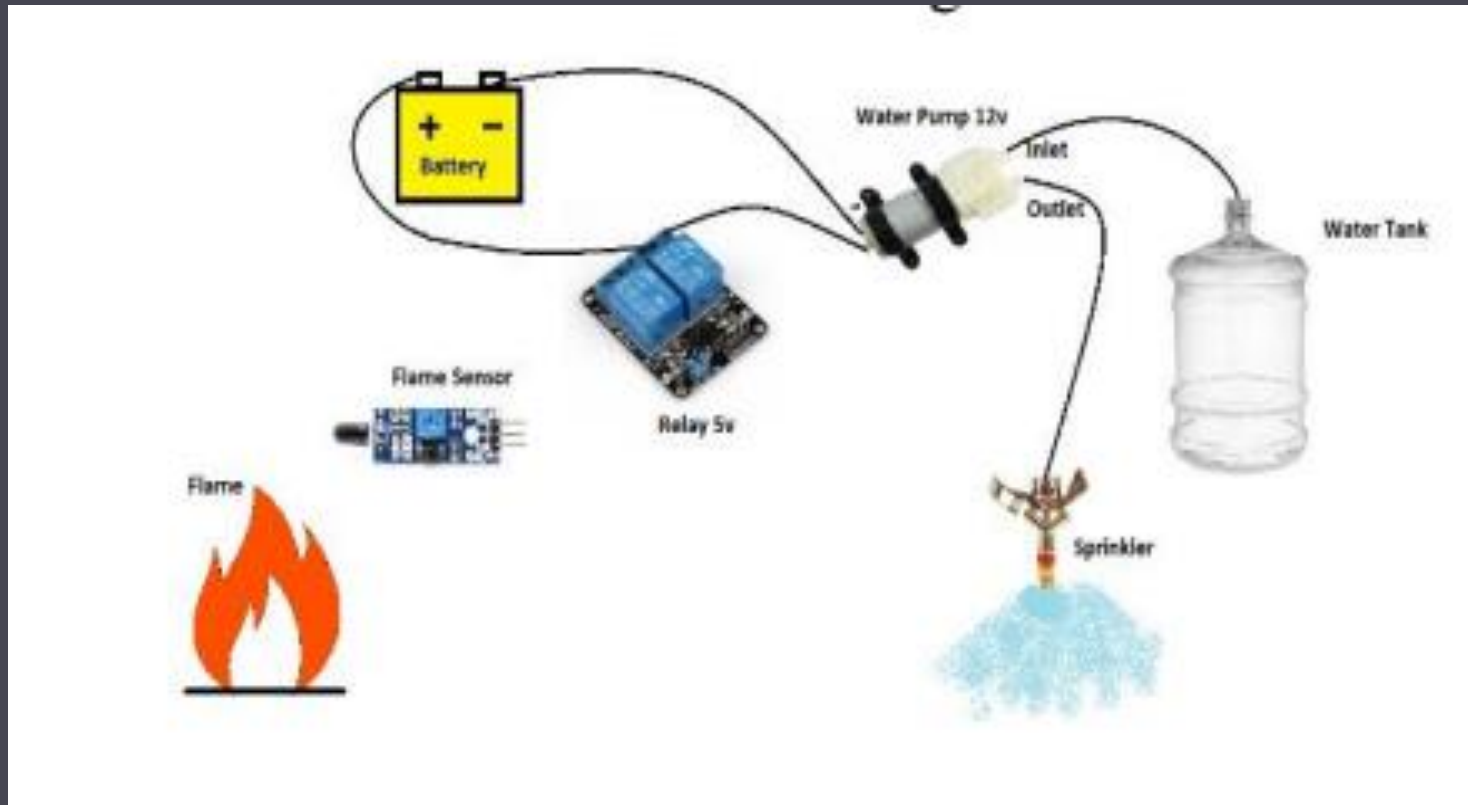 Water Pump 12v
+ -
Battery
Inlet
-
Outlet
Water Tank
Flame Sensor
Relay 5v
Flame
Sprinkler